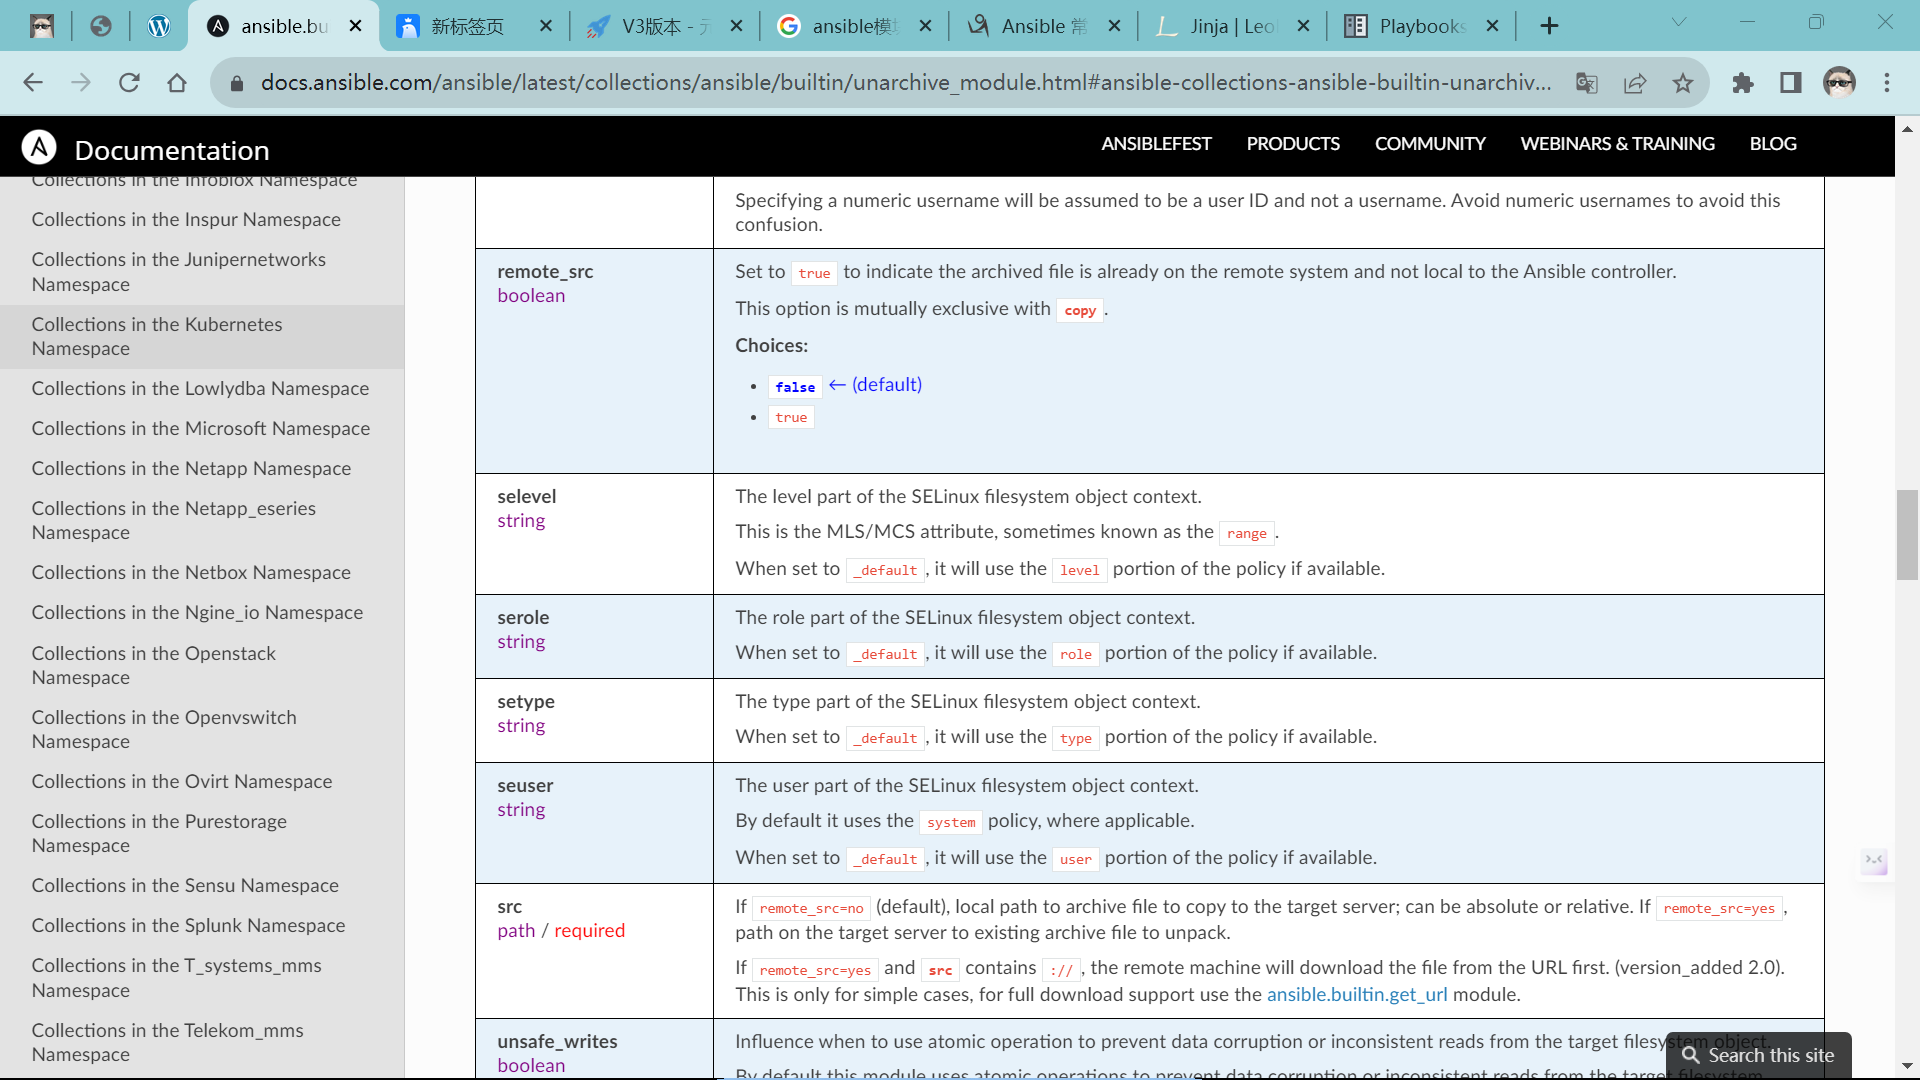 ansible.bu
新标签页
V3版本 - 元
ansible模
Ansible 常
Jinja | Leo
Playbooks
docs.ansible.com/ansible/latest/collections/ansible/builtin/unarchive_module.html#ansible-collections-ansible-builtin-unarchiv...
Documentation
ANSIBLEFEST
PRODUCTS
COMMUNITY
WEBINARS & TRAINING
BLOG
Collections in the Infoblox Namespace
Collections in the Inspur Namespace
Collections in the Junipernetworks
Namespace
Collections in the Kubernetes
Namespace
Collections in the Lowlydba Namespace
Collections in the Microsoft Namespace
Collections in the Netapp Namespace
Collections in the Netapp_eseries
Namespace
Collections in the Netbox Namespace
Collections in the Ngine_io Namespace
Collections in the Openstack
Namespace
Collections in the Openvswitch
Namespace
Collections in the Ovirt Namespace
Collections in the Purestorage
Namespace
Collections in the Sensu Namespace
Collections in the Splunk Namespace
Collections in the T_systems_mms
Namespace
Collections in the Telekom_mms
Namespace
Specifying a numeric username will be assumed to be a user ID and not a username. Avoid numeric usernames to avoid this
confusion.
remote_src
boolean
Set to true to indicate the archived file is already on the remote system and not local to the Ansible controller.
This option is mutually exclusive with copy.
Choices:
• false ← (default)
• true
selevel
string
The level part of the SELinux filesystem object context.
This is the MLS/MCS attribute, sometimes known as the range.
When set to _default, it will use the level portion of the policy if available.
serole
string
The role part of the SELinux filesystem object context.
When set to _default, it will use the role portion of the policy if available.
setype
string
The type part of the SELinux filesystem object context.
When set to _default, it will use the type portion of the policy if available.
seuser
string
The user part of the SELinux filesystem object context.
By default it uses the system policy, where applicable.
When set to _default, it will use the user portion of the policy if available.
src
path / required
If remote_src=no (default), local path to archive file to copy to the target server; can be absolute or relative. If remote_src=yes,
path on the target server to existing archive file to unpack.
If remote_src=yes and src contains ://, the remote machine will download the file from the URL first. (version_added 2.0).
This is only for simple cases, for full download support use the ansible.builtin.get_url module.
unsafe_writes
boolean
Influence when to use atomic operation to prevent data corruption or inconsistent reads from the target filesystem object.
By default this module uses atomic operations to prevent data corruption or inconsistent reads from the target filesystem
Search this site